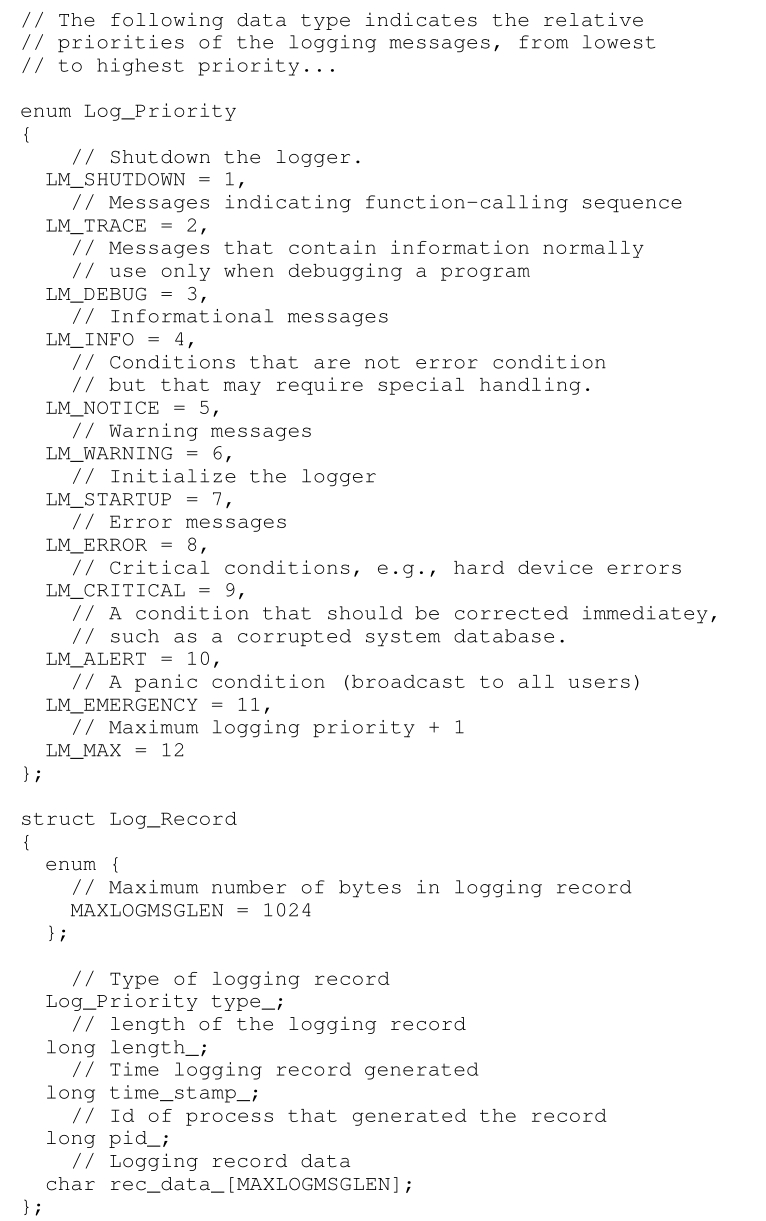 // The following data type indicates the relative
// priorities of the logging messages, from lowest
// to highest priority...
enum Log_Priority
{
// Shutdown the logger.
LM_SHUTDOWN = 1,
// Messages indicating function-calling sequence
LM_TRACE = 2,
// Messages that contain information normally
// use only when debugging a program
LM_DEBUG = 3,
// Informational messages
LM_INFO = 4,
// Conditions that are not error condition
// but that may require special handling.
LM_NOTICE = 5,
// Warning messages
LM_WARNING = 6,
// Initialize the logger
LM_STARTUP = 7,
// Error messages
LM_ERROR = 8,
// Critical conditions, e.g., hard device errors
LM_CRITICAL = 9,
// A condition that should be corrected immediatey,
// such as a corrupted system database.
LM_ALERT = 10,
// A panic condition (broadcast to all users)
LM_EMERGENCY = 11,
// Maximum logging priority + 1
LM_MAX = 12
};
struct Log_Record
{
enum {
// Maximum number of bytes in logging record
MAXLOGMSGLEN = 1024
};
// Type of logging record
Log_Priority type_;
// length of the logging record
long length_;
// Time logging record generated
long time_stamp_;
// Id of process that generated the record
long pid_;
// Logging record data
char rec_data_[MAXLOGMSGLEN];
};